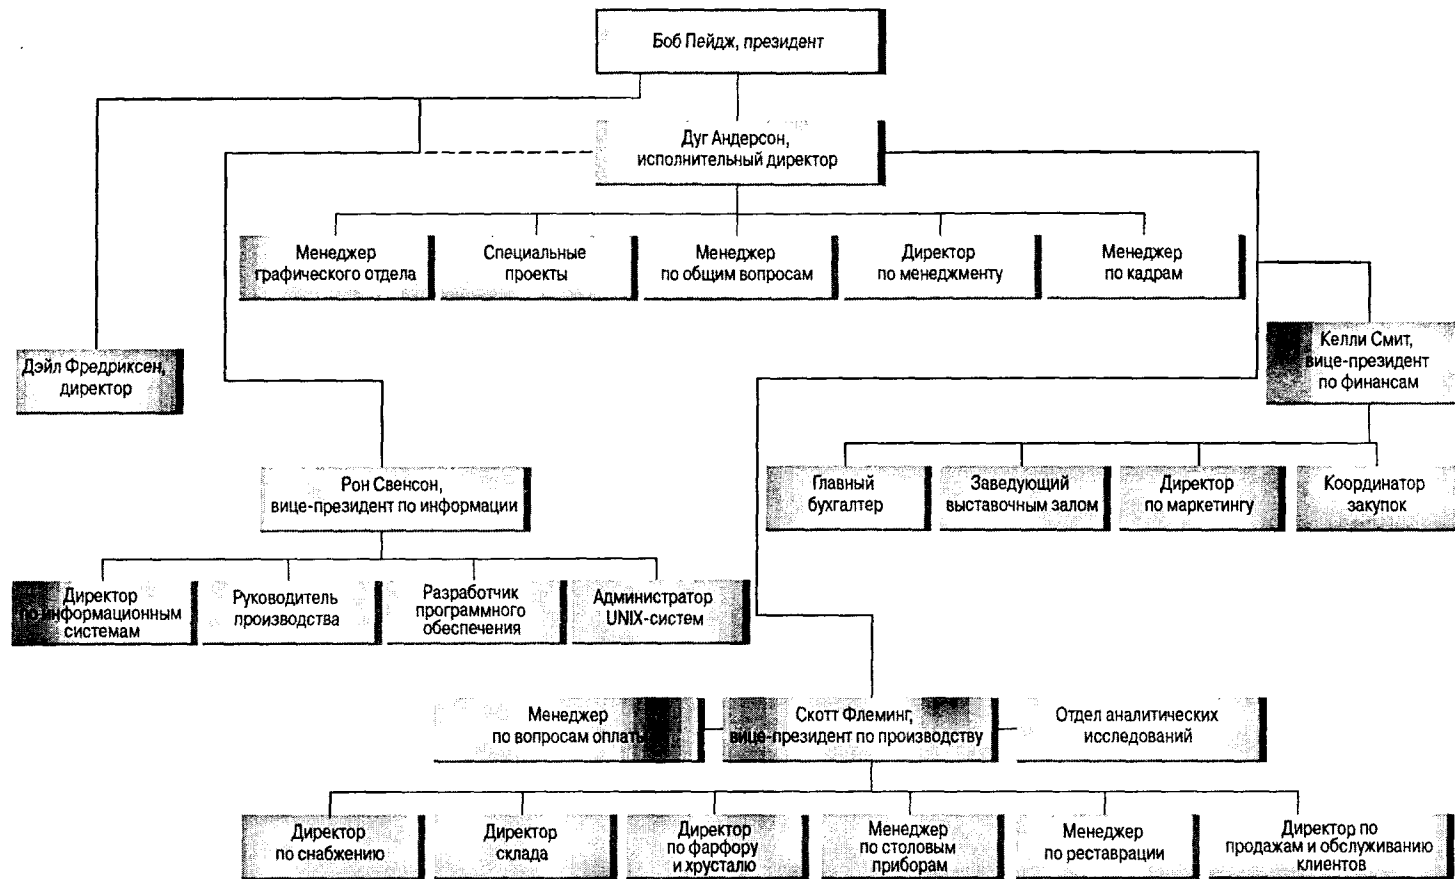 Боб Пейдж, президент
Дуг Андерсон,
исполнительный директор
Менеджер
графического отдела
Специальные
проекты
Менеджер
по общим вопросам
Директор
по менеджменту
Менеджер
по кадрам
Дэйл Фредриксен,
директор
Келли Смит,
вице-президент
по финансам
Рон Свенсон,
вице-президент по информации
Главный
бухгалтер
Заведующий
выставочным залом
Директор
по маркетингу
Координатор
закупок
Директор
по информационным
системам
Руководитель
производства
Разработчик
программного
обеспечения
Администратор
UNIX-систем
Менеджер
по вопросам оплаты
Скотт Флеминг,
вице-президент по производству
Отдел аналитических
исследований
Директор
по снабжению
Директор
склада
Директор
по фарфору
и хрусталю
Менеджер
по столовым
приборам
Менеджер
по реставрации
Директор по
продажам и обслуживанию
клиентов